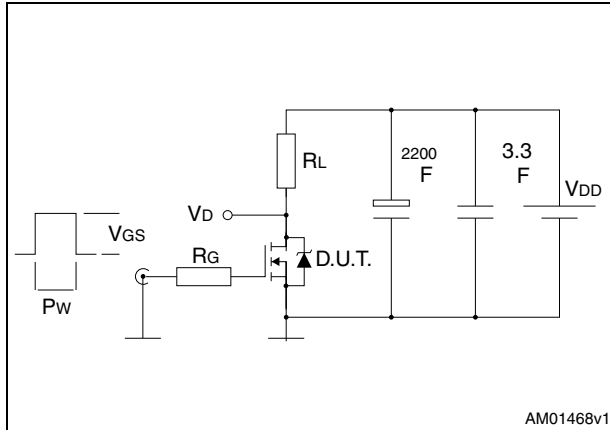 RL
2200
F
3.3
F
VDD
VD
VGS
RG
D.U.T.
PW
AM01468v1